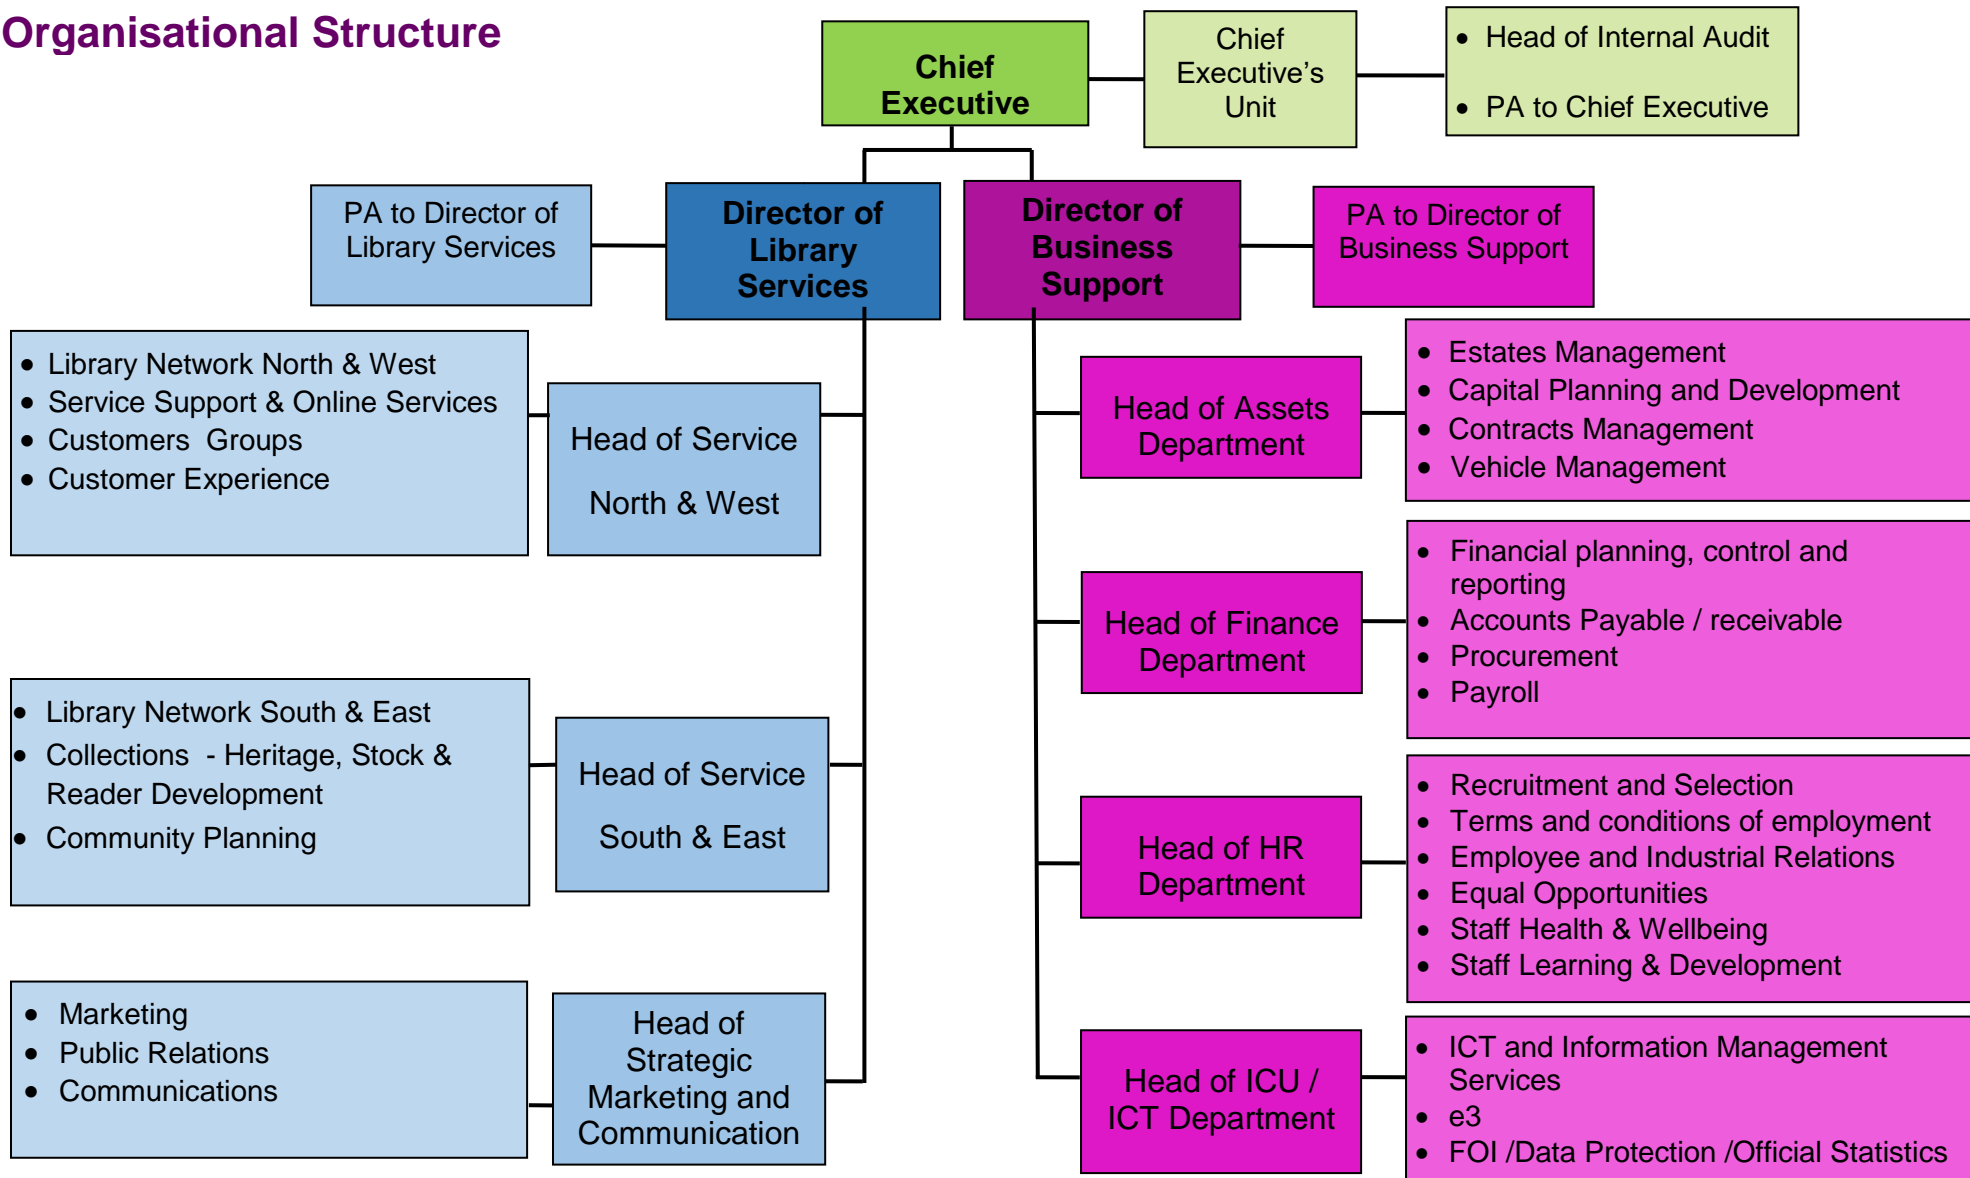 Organisational Structure
Chief
Executive
Chief
Executive’s
Unit
• Head of Internal Audit
• PA to Chief Executive
PA to Director of
Library Services
Director of
Library
Services
Director of
Business
Support
PA to Director of
Business Support
• Library Network North & West
• Service Support & Online Services
• Customers  Groups
• Customer Experience
Head of Service
North & West
Head of Assets
Department
• Estates Management
• Capital Planning and Development
• Contracts Management
• Vehicle Management
Head of Finance
Department
• Financial planning, control and
reporting
• Accounts Payable / receivable
• Procurement
• Payroll
• Library Network South & East
• Collections  - Heritage, Stock &
Reader Development
• Community Planning
Head of Service
South & East
Head of HR
Department
• Recruitment and Selection
• Terms and conditions of employment
• Employee and Industrial Relations
• Equal Opportunities
• Staff Health & Wellbeing
• Staff Learning & Development
• Marketing
• Public Relations
• Communications
Head of
Strategic
Marketing and
Communication
Head of ICU /
ICT Department
• ICT and Information Management
Services
• e3
• FOI /Data Protection /Official Statistics